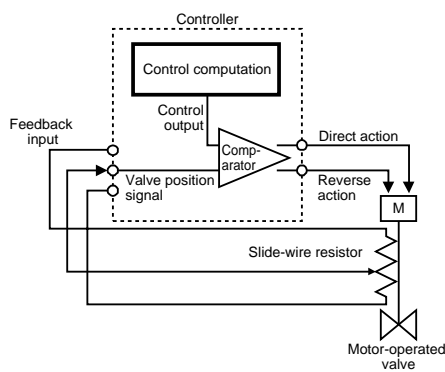 Controller
Control computation
Control
output
Feedback
input
Direct action
Comp-
arator
Valve position
signal
Reverse
action
M
Slide-wire resistor
Motor-operated
valve